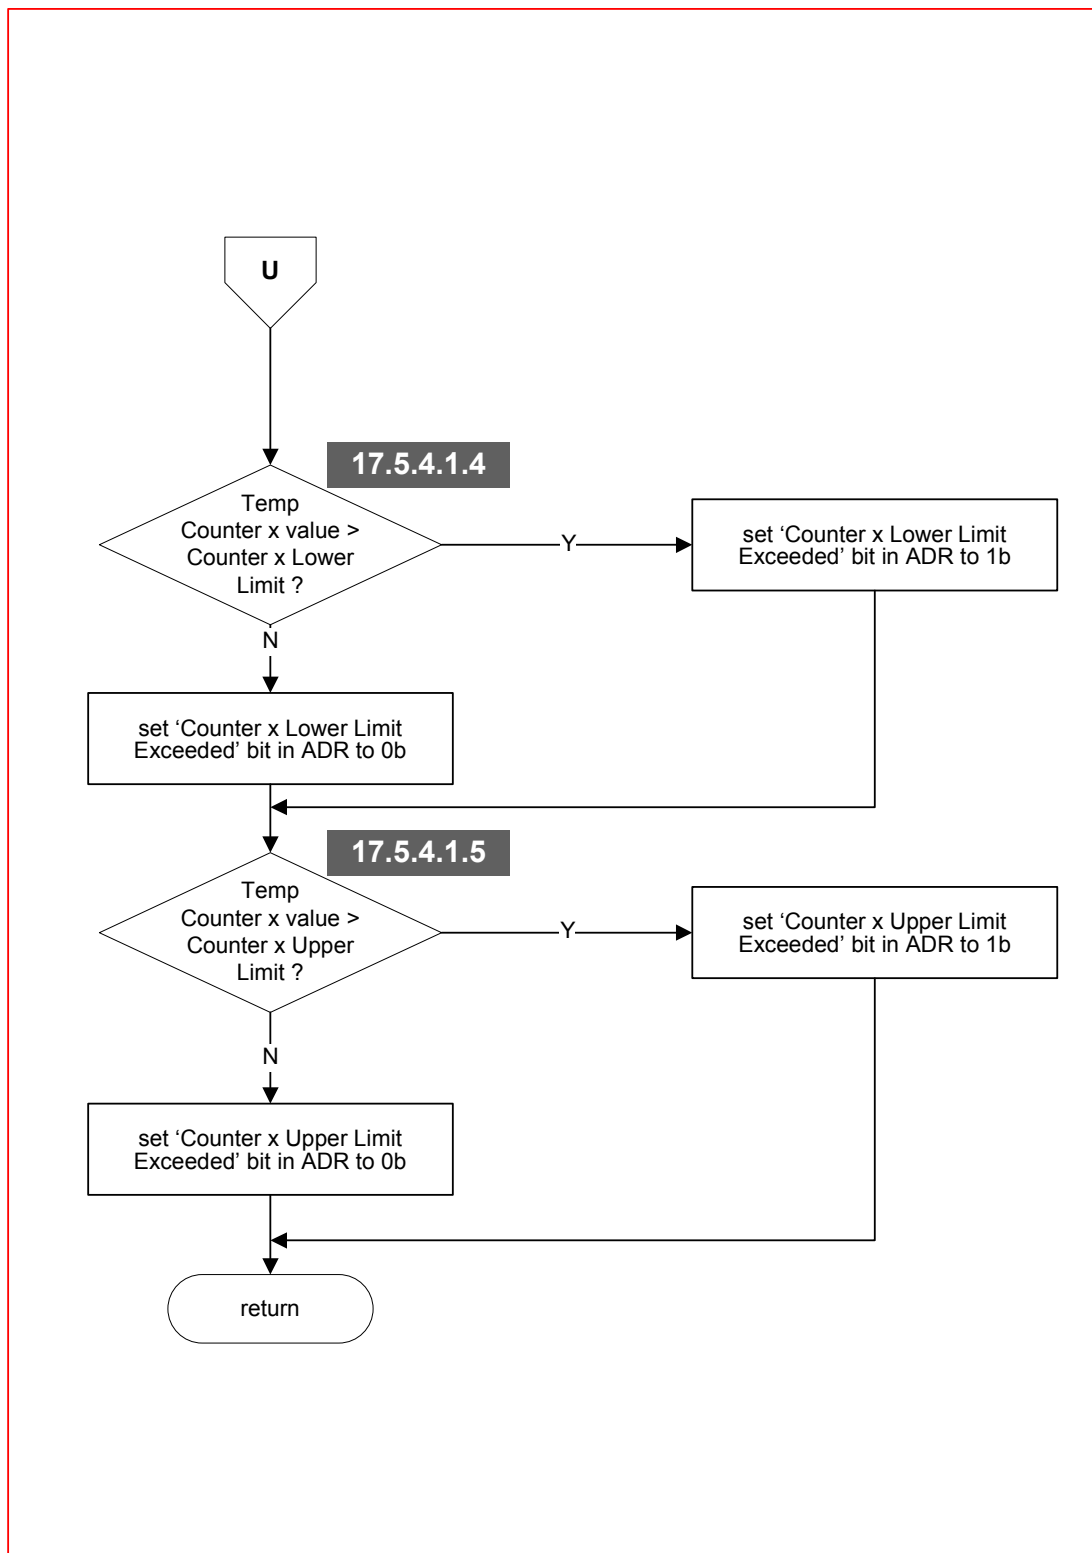 U
17.5.4.1.4
Temp
Counter x value >
Counter x Lower
Limit ?
Y
set ‘Counter x Lower Limit
Exceeded’ bit in ADR to 1b
N
set ‘Counter x Lower Limit
Exceeded’ bit in ADR to 0b
17.5.4.1.5
Temp
Counter x value >
Counter x Upper
Limit ?
Y
set ‘Counter x Upper Limit
Exceeded’ bit in ADR to 1b
N
set ‘Counter x Upper Limit
Exceeded’ bit in ADR to 0b
return